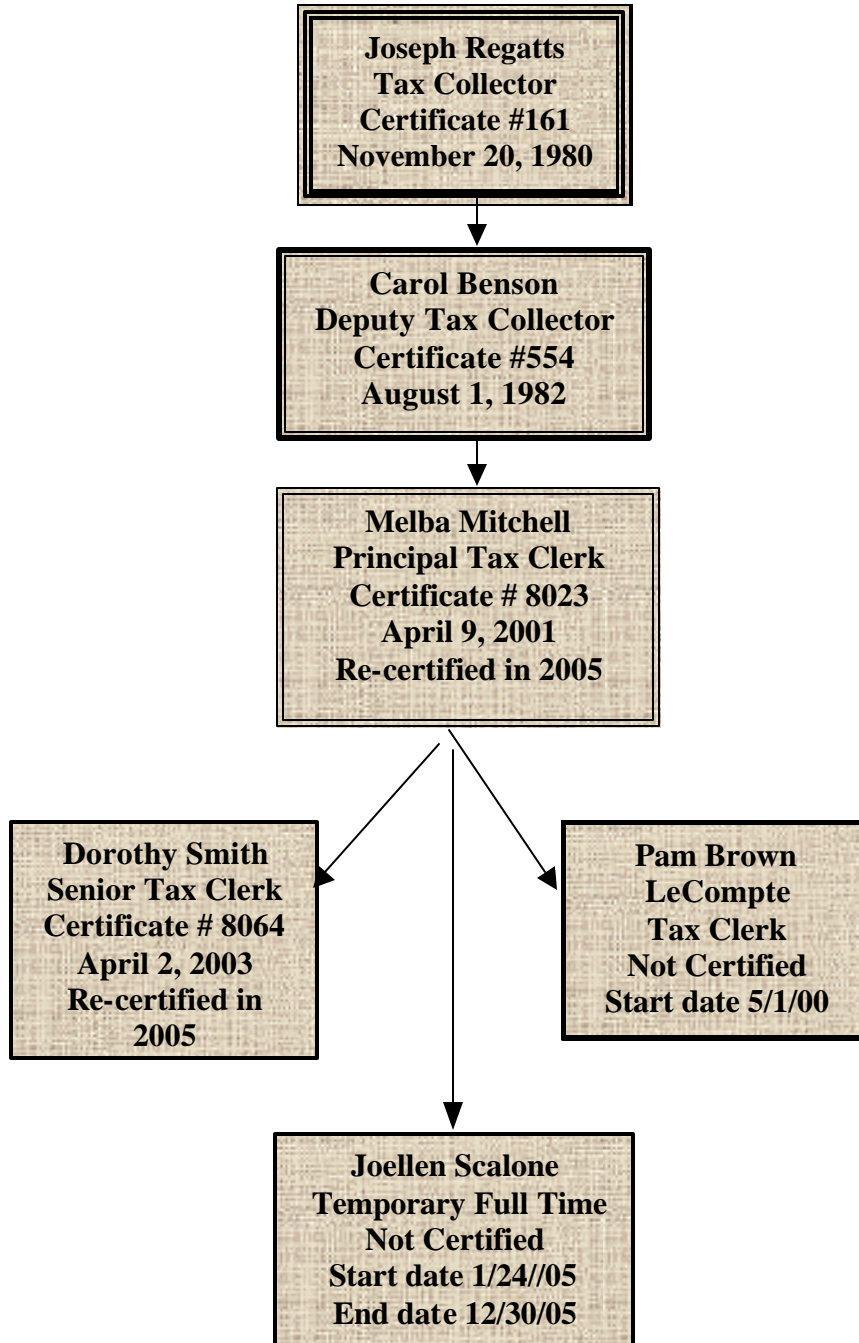 Joseph Regatts
Tax Collector
Certificate #161
November 20, 1980
Carol Benson
Deputy Tax Collector
Certificate #554
August 1, 1982
Melba Mitchell
Principal Tax Clerk
Certificate # 8023
April 9, 2001
Re-certified in 2005
Dorothy Smith
Senior Tax Clerk
Certificate # 8064
April 2, 2003
Re-certified in
2005
Pam Brown
LeCompte
Tax Clerk
Not Certified
Start date 5/1/00
Joellen Scalone
Temporary Full Time
Not Certified
Start date 1/24//05
End date 12/30/05